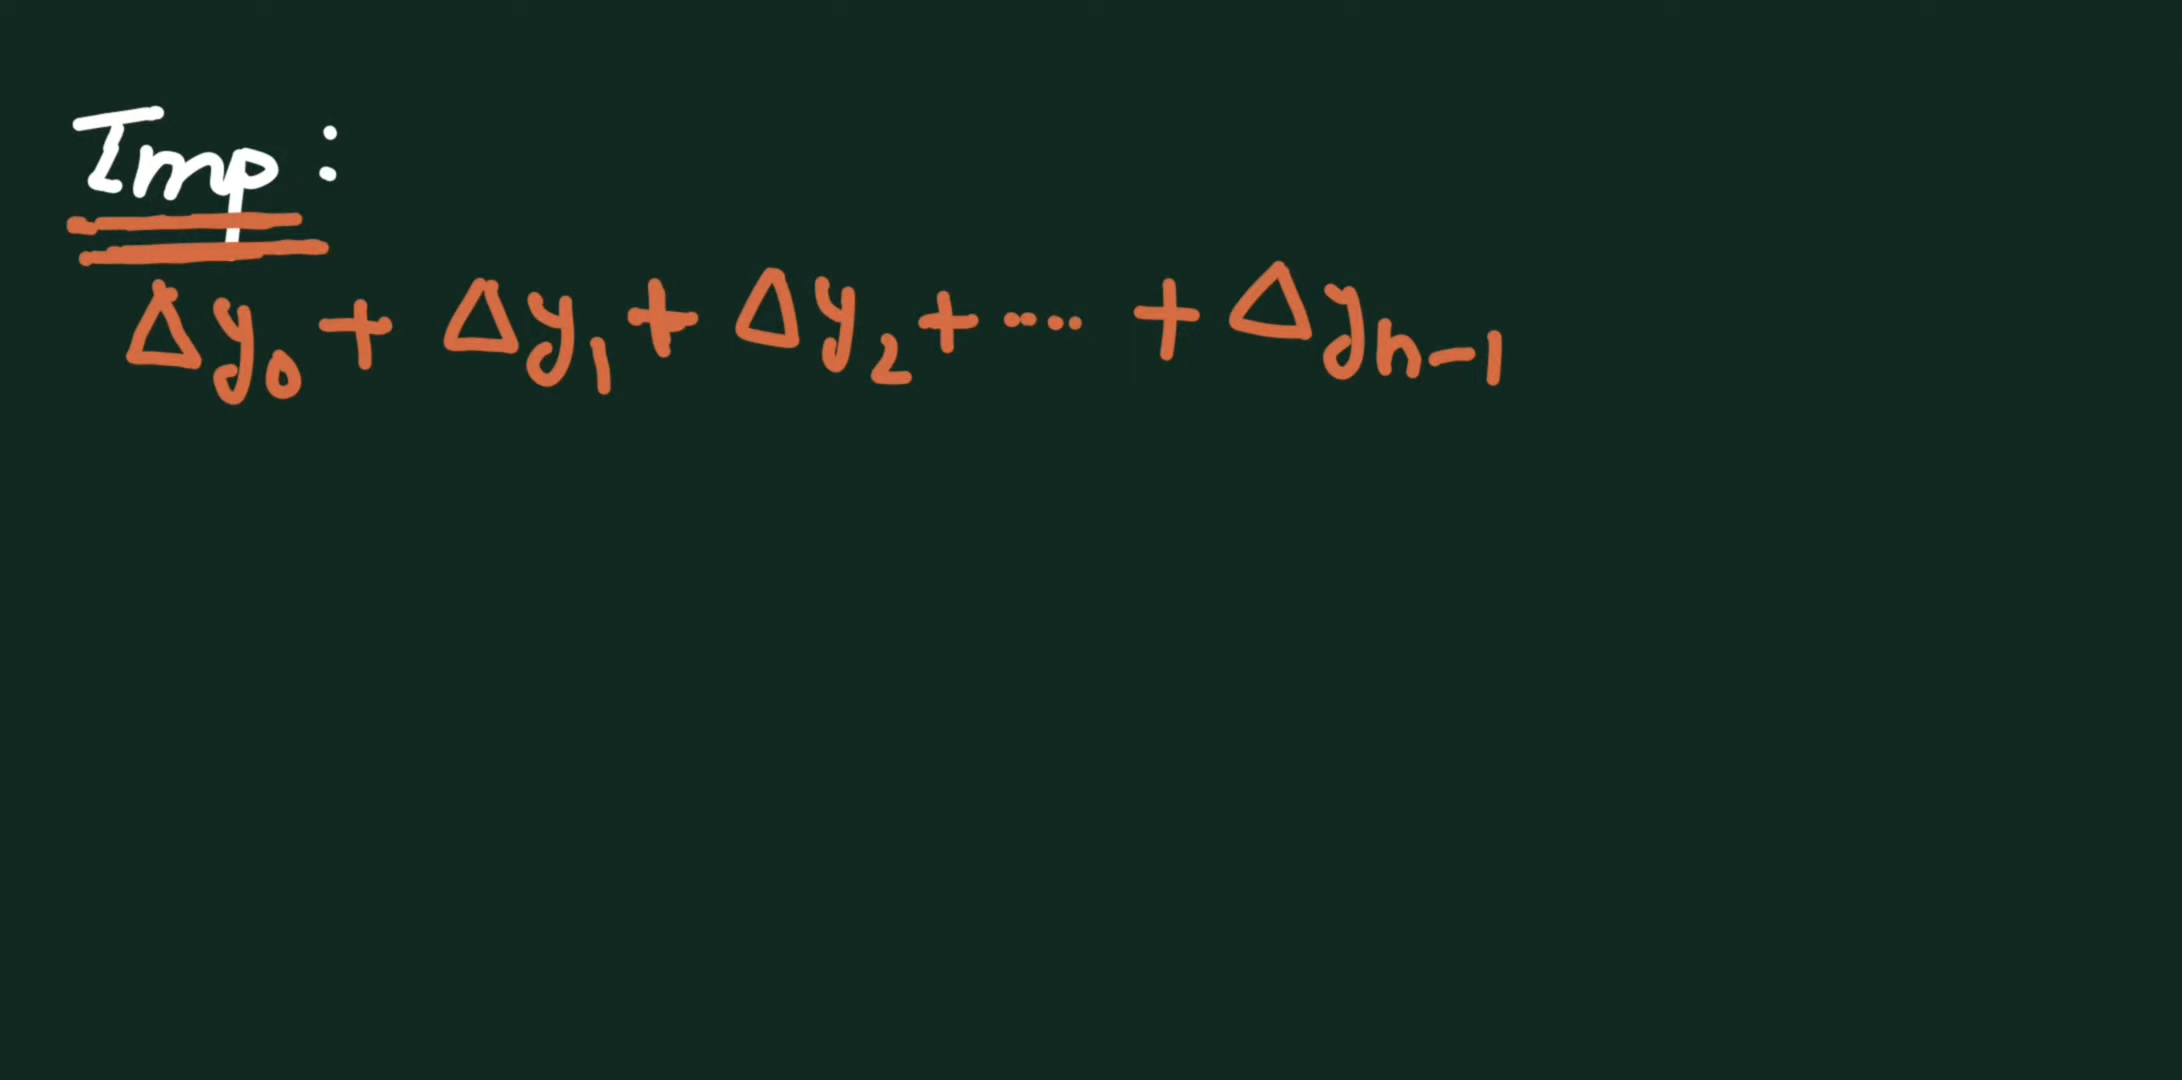 Imp:
Δy₀ + Δy₁ + Δy₂ + ····· + Δyₙ₋₁